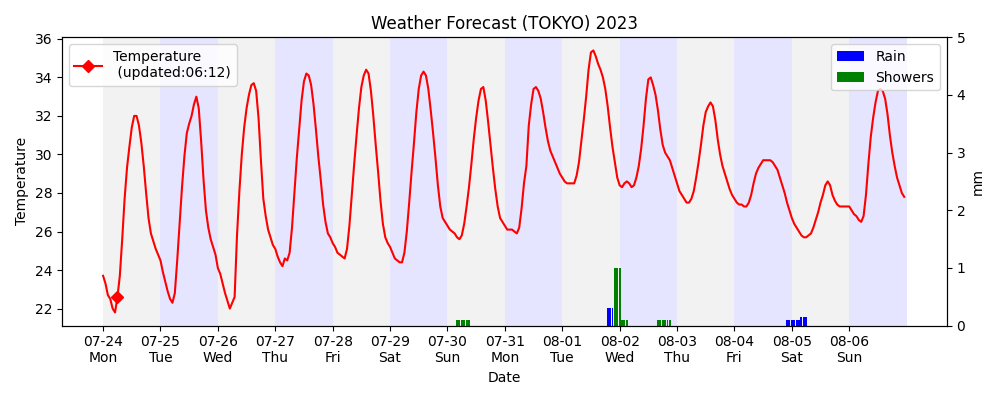 Weather Forecast (TOKYO) 2023
Temperature
(updated:06:12)
Rain
Showers
36
34
32
30
28
26
24
22
Temperature
5
4
3
2
1
0
mm
07-24 07-25 07-26 07-27 07-28 07-29 07-30 07-31 08-01 08-02 08-03 08-04 08-05 08-06
Mon Tue Wed Thu Fri Sat Sun Mon Tue Wed Thu Fri Sat Sun
Date